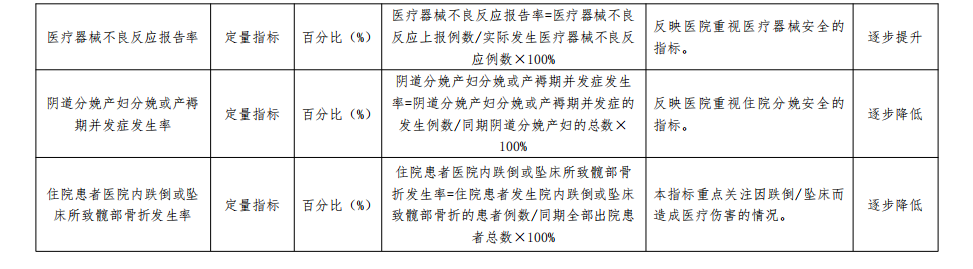 医疗器械不良反应报告率
定量指标
百分比（%）
医疗器械不良反应报告率=医疗器械不良
反应上报例数/实际发生医疗器械不良反
应例数×100%
反映医院重视医疗器械安全的
指标。
逐步提升
阴道分娩产妇分娩或产褥
期并发症发生率
定量指标
百分比（%）
阴道分娩产妇分娩或产褥期并发症发生
率=阴道分娩产妇分娩或产褥期并发症的
发生例数/同期阴道分娩产妇的总数×
100%
反映医院重视住院分娩安全的
指标。
逐步降低
住院患者医院内跌倒或坠
床所致髋部骨折发生率
定量指标
百分比（%）
住院患者医院内跌倒或坠床所致髋部骨
折发生率=住院患者发生院内跌倒或坠床
致髋部骨折的患者例数/同期全部出院患
者总数×100%
本指标重点关注因跌倒/坠床而
造成医疗伤害的情况。
逐步降低